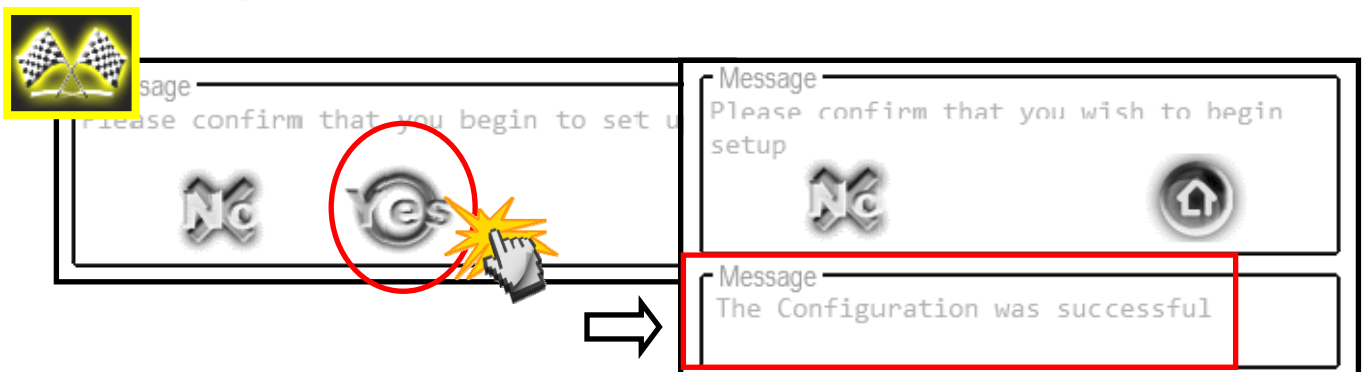 sage
Please confirm that you begin to set u
No
Yes
Message
Please confirm that you wish to begin
setup
No
Message
The Configuration was successful